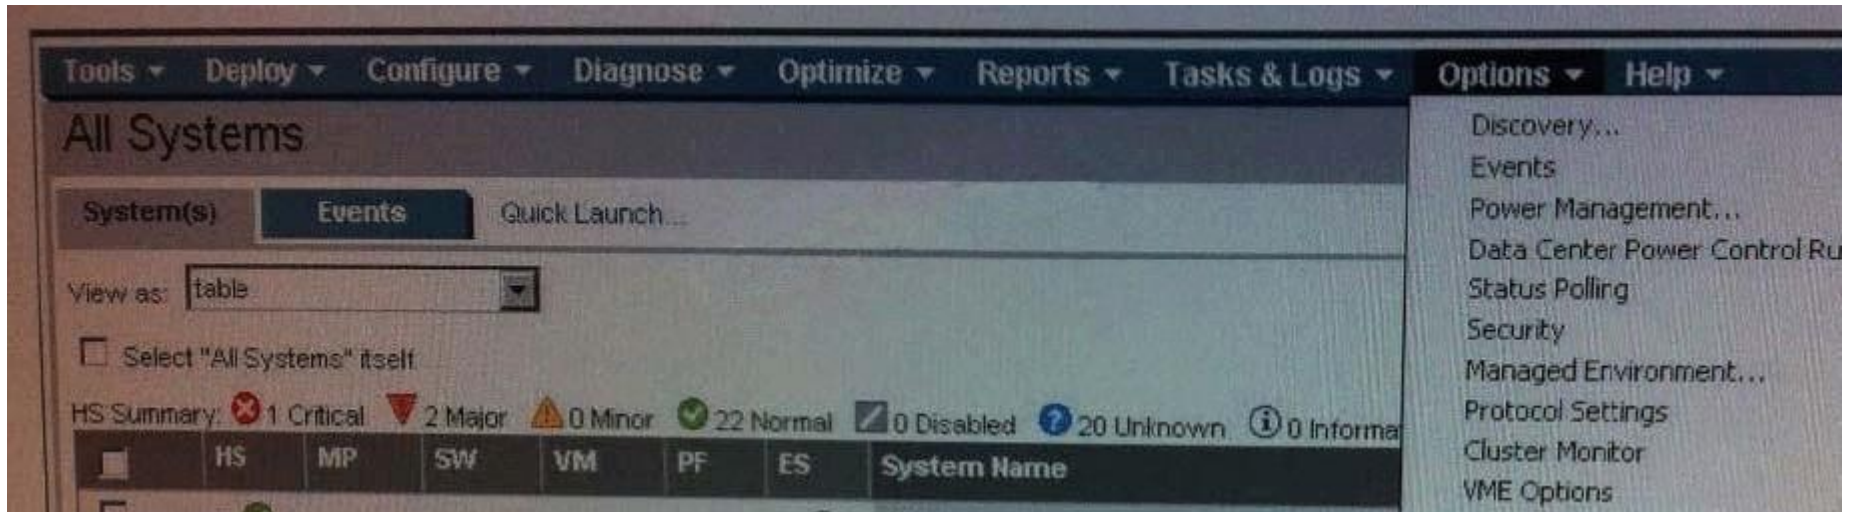 Tools Deploy Configure Diagnose Optimize Reports Tasks & Logs Options Help
All Systems
System(s) Events Quick Launch...
View as: table
Select "All Systems" itself
HS Summary: 1 Critical 2 Major 0 Minor 22 Normal 0 Disabled 20 Unknown 0 Informa
HS MP SW VM PF ES System Name
Discovery...
Events
Power Management...
Data Center Power Control Ru
Status Polling
Security
Managed Environment...
Protocol Settings
Cluster Monitor
VME Options